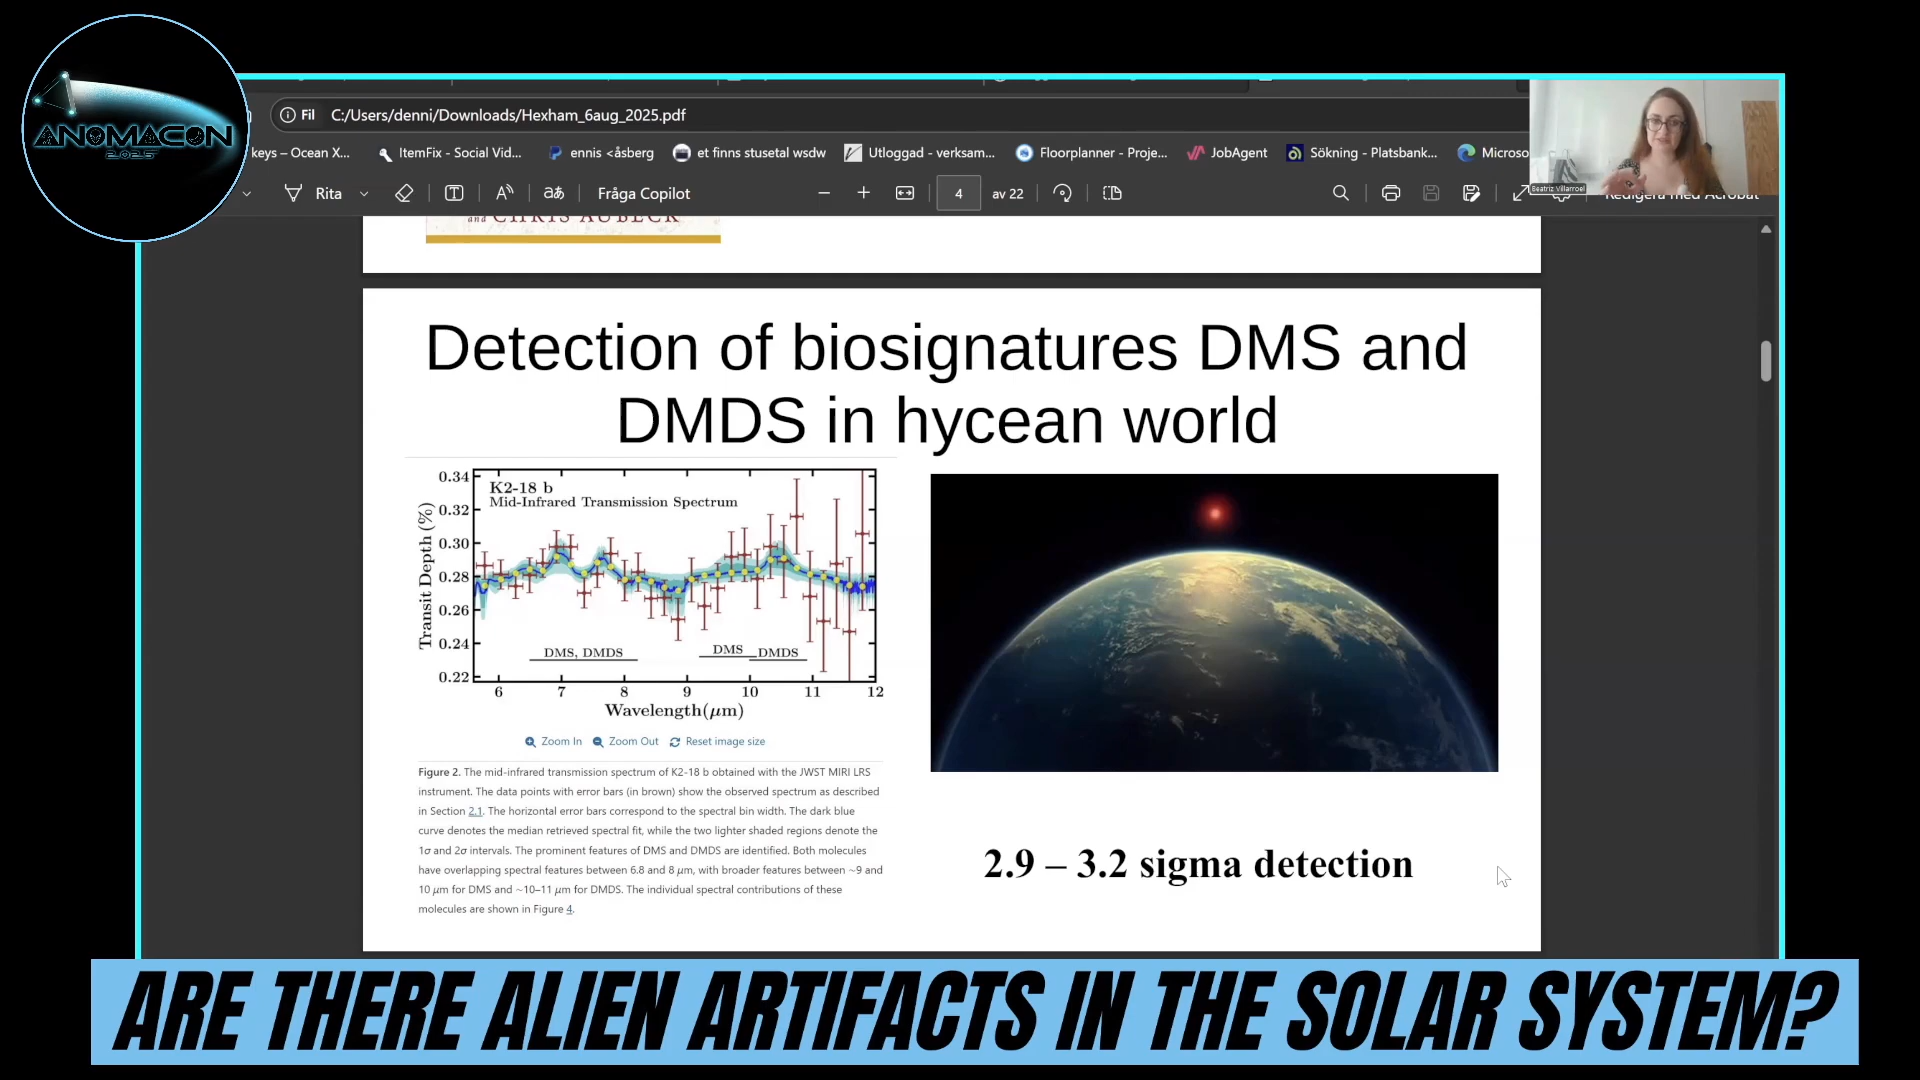 ANOMACON
2025
Fil C:/Users/denni/Downloads/Hexham_6aug_2025.pdf
keys – Ocean X... ItemFix - Social Vid... ennis <åsberg et finns stusetal wsdw Utloggad - verksam... Floorplanner - Proje... JobAgent Sökning - Platsbank... Microso
Beatriz Villarroel
Rita Fråga Copilot 4 av 22 Redigera med Acrobat
and CHRIS AUBECK
Detection of biosignatures DMS and
DMDS in hycean world
K2-18 b
Mid-Infrared Transmission Spectrum
Transit Depth (%)
0.34
0.32
0.30
0.28
0.26
0.24
0.22
DMS, DMDS DMS DMDS
6 7 8 9 10 11 12
Wavelength(μm)
Zoom In Zoom Out Reset image size
Figure 2. The mid-infrared transmission spectrum of K2-18 b obtained with the JWST MIRI LRS
instrument. The data points with error bars (in brown) show the observed spectrum as described
in Section 2.1. The horizontal error bars correspond to the spectral bin width. The dark blue
curve denotes the median retrieved spectral fit, while the two lighter shaded regions denote the
1σ and 2σ intervals. The prominent features of DMS and DMDS are identified. Both molecules
have overlapping spectral features between 6.8 and 8 μm, with broader features between ~9 and
10 μm for DMS and ~10–11 μm for DMDS. The individual spectral contributions of these
molecules are shown in Figure 4.
2.9 – 3.2 sigma detection
ARE THERE ALIEN ARTIFACTS IN THE SOLAR SYSTEM?